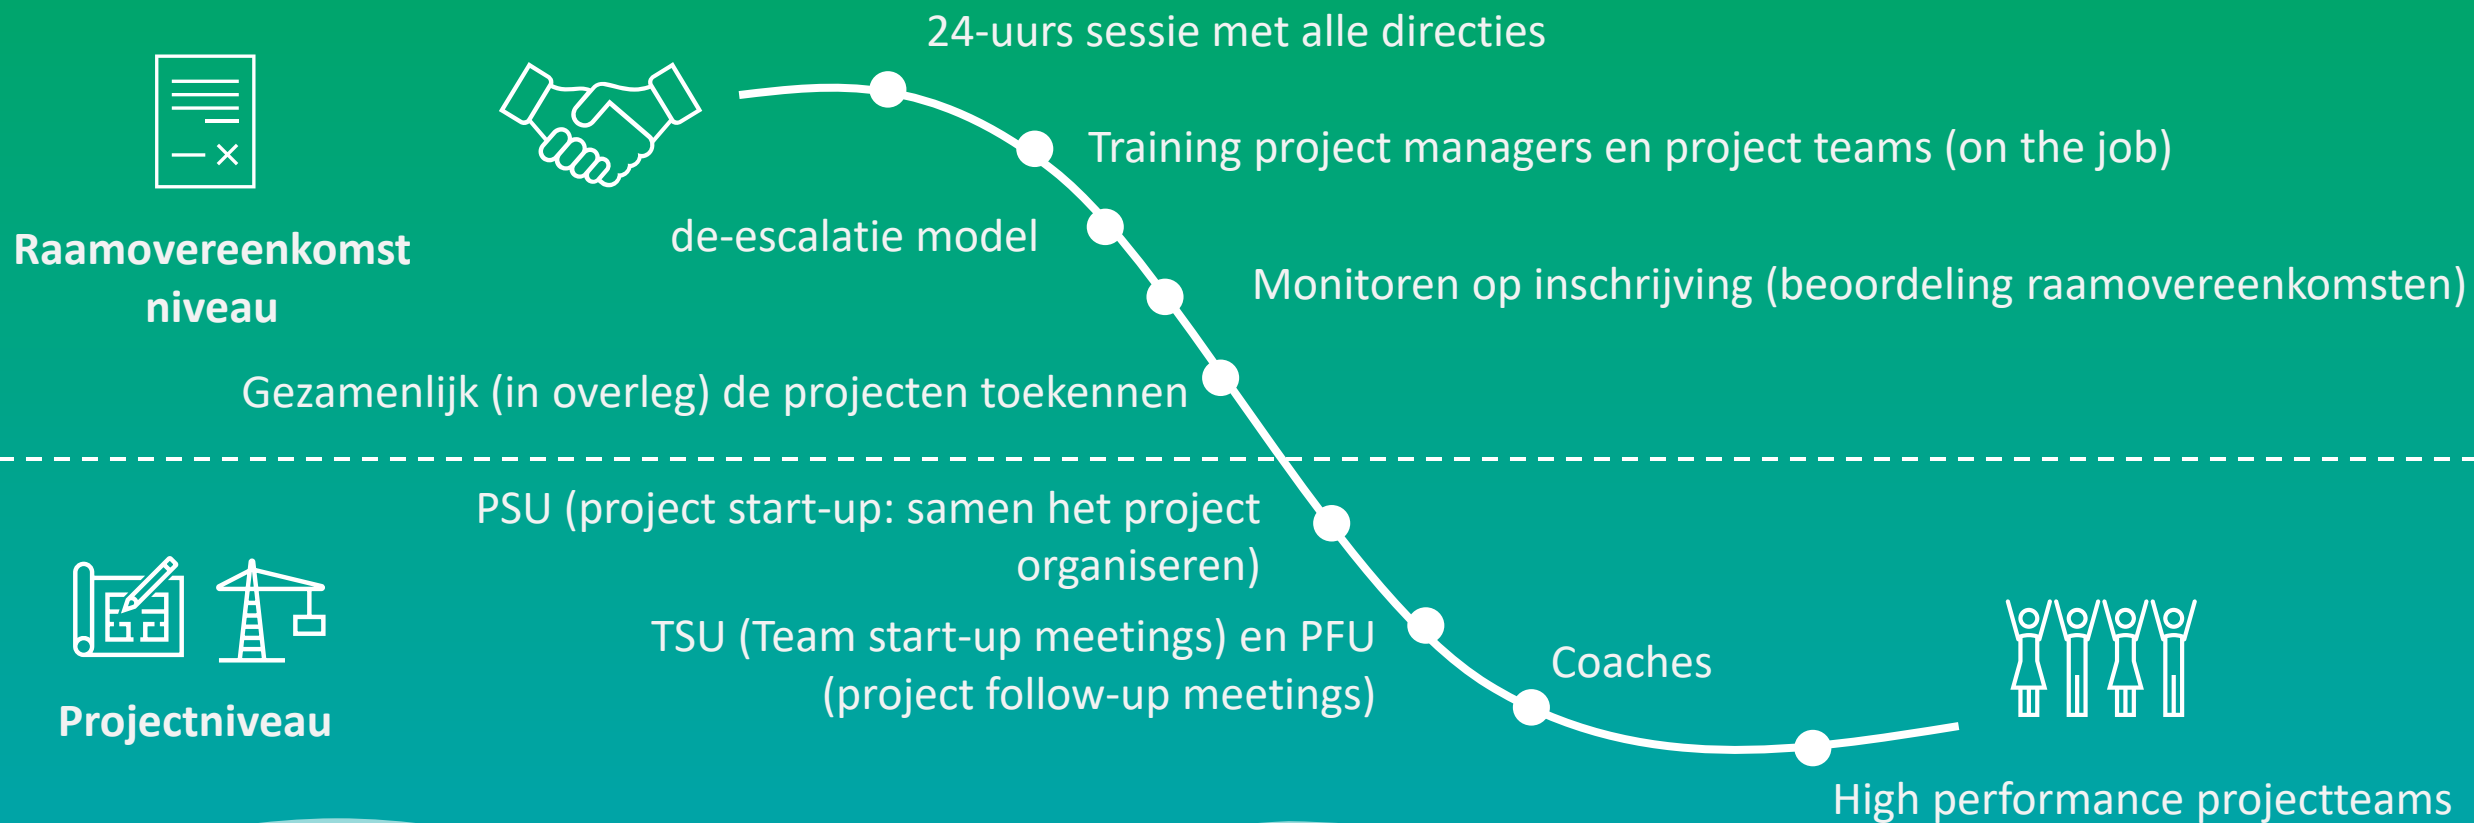 24-uurs sessie met alle directies
Training project managers en project teams (on the job)
de-escalatie model
Raamovereenkomst
niveau
Monitoren op inschrijving (beoordeling raamovereenkomsten)
Gezamenlijk (in overleg) de projecten toekennen
PSU (project start-up: samen het project
organiseren)
TSU (Team start-up meetings) en PFU
(project follow-up meetings)
Coaches
Projectniveau
High performance projectteams